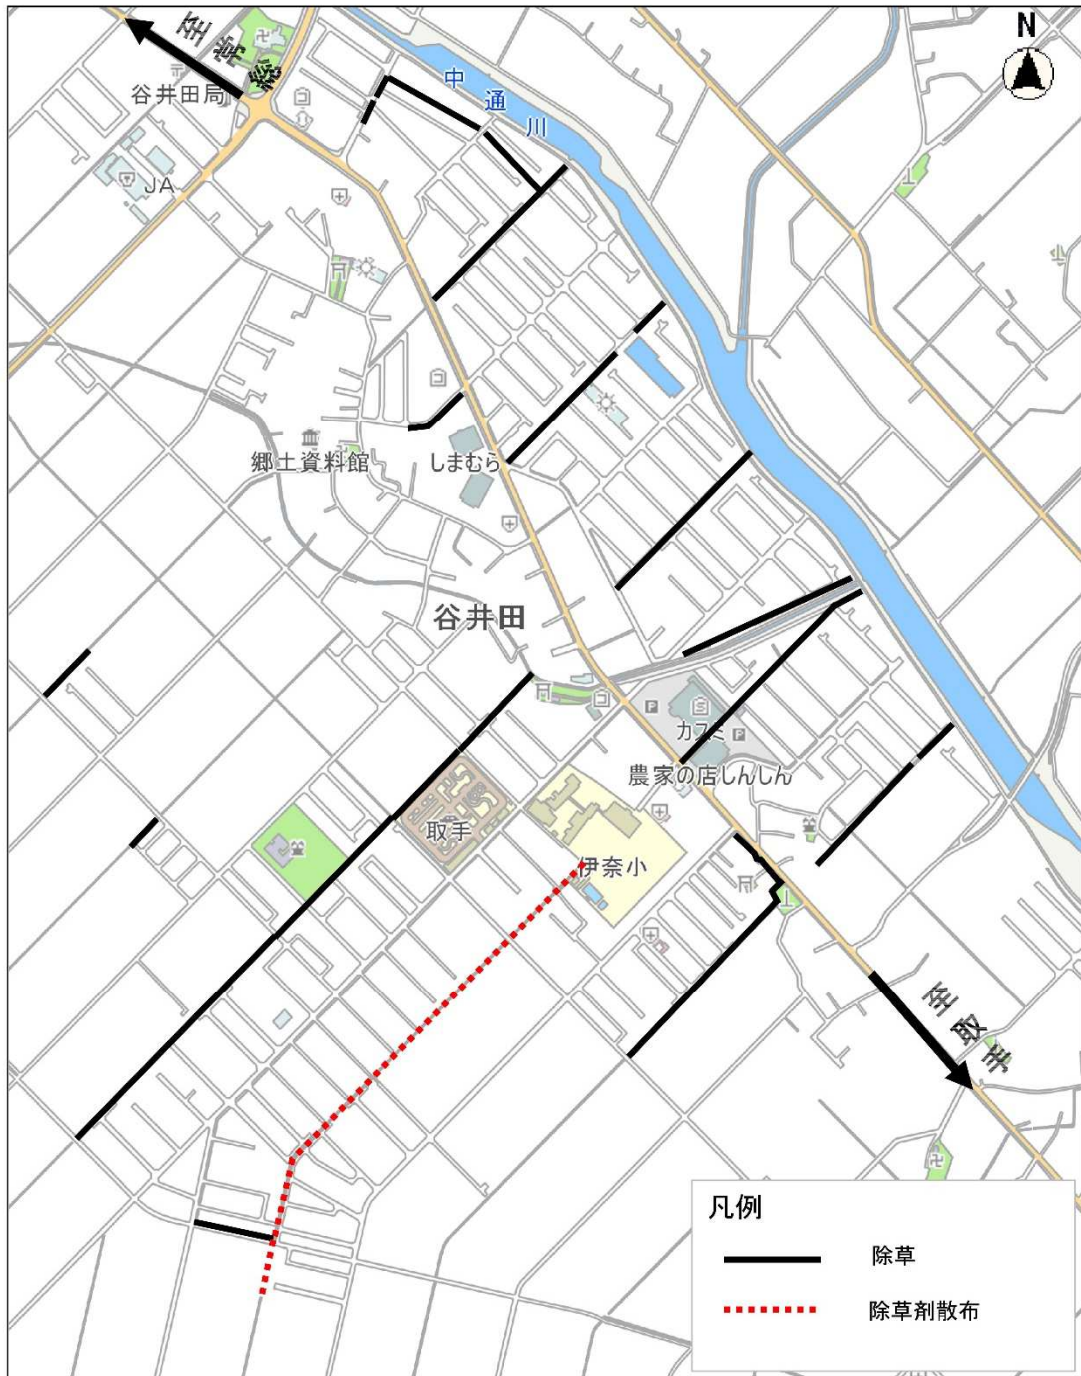 N
至常総
中通川
谷井田局
JA
郷土資料館
しまむら
谷井田
カスミ
農家の店しんしん
取手
伊奈小
至取手
凡例
除草
除草剤散布